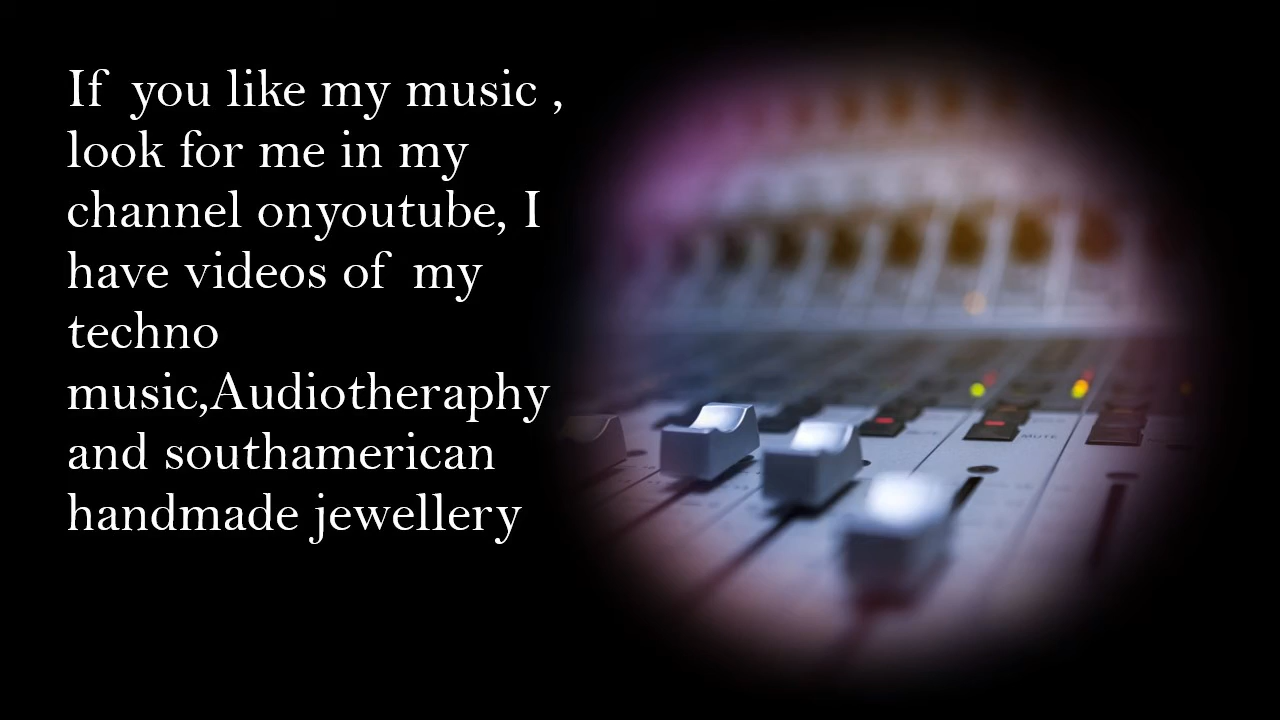 If  you like my music ,
look for me in my
channel onyoutube, I
have videos of  my
techno
music,Audiotheraphy
and southamerican
handmade jewellery
MUTE